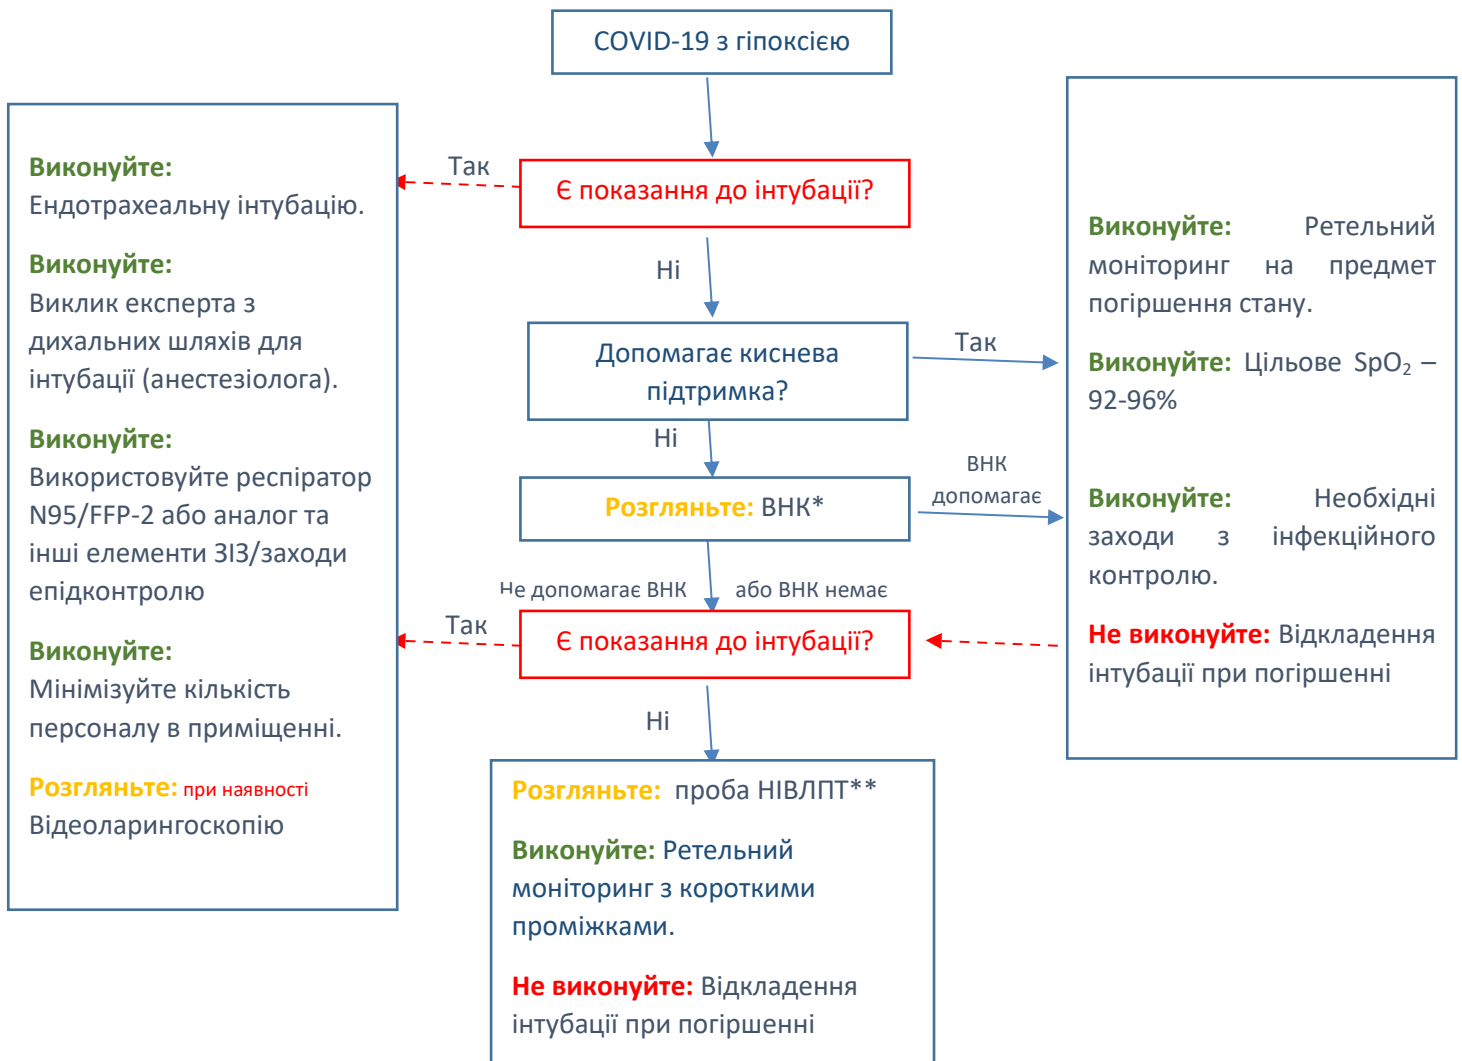 COVID-19 з гіпоксією
Так
Є показання до інтубації?
Ні
Допомагає киснева
підтримка?
Так
Ні
Розгляньте: ВНК*
ВНК
допомагає
Не допомагає ВНК
або ВНК немає
Так
Є показання до інтубації?
Ні
Виконуйте:
Ендотрахеальну інтубацію.
Виконуйте:
Виклик експерта з
дихальних шляхів для
інтубації (анестезіолога).
Виконуйте:
Використовуйте респіратор
N95/FFP-2 або аналог та
інші елементи ЗІЗ/заходи
епідконтролю
Виконуйте:
Мінімізуйте кількість
персоналу в приміщенні.
Розгляньте: при наявності
Відеоларингоскопію
Виконуйте: Ретельний
моніторинг на предмет
погіршення стану.
Виконуйте: Цільове SpO₂ –
92-96%
Виконуйте: Необхідні
заходи з інфекційного
контролю.
Не виконуйте: Відкладення
інтубації при погіршенні
Розгляньте: проба НІВЛПТ**
Виконуйте: Ретельний
моніторинг з короткими
проміжками.
Не виконуйте: Відкладення
інтубації при погіршенні